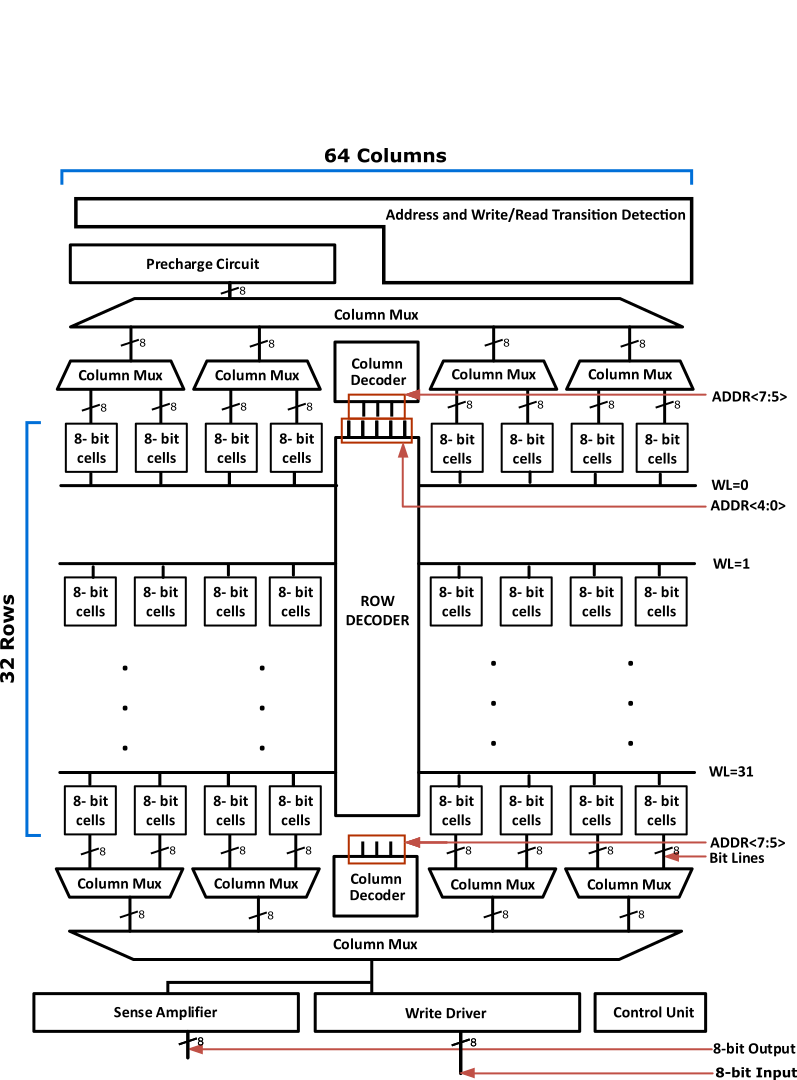 64 Columns
Address and Write/Read Transition Detection
Precharge Circuit
8
Column Mux
8 8 8 8
Column Mux Column Mux Column Decoder Column Mux Column Mux
ADDR<7:5>
8 8 8 8 8 8 8 8
8- bit cells 8- bit cells 8- bit cells 8- bit cells 8- bit cells 8- bit cells 8- bit cells 8- bit cells
WL=0
ADDR<4:0>
WL=1
8- bit cells 8- bit cells 8- bit cells 8- bit cells 8- bit cells 8- bit cells 8- bit cells 8- bit cells
ROW
DECODER
32 Rows
WL=31
8- bit cells 8- bit cells 8- bit cells 8- bit cells 8- bit cells 8- bit cells 8- bit cells 8- bit cells
ADDR<7:5>
8 8 8 8 8 8 8 8
Bit Lines
Column Mux Column Mux Column Decoder Column Mux Column Mux
8 8 8 8
Column Mux
Sense Amplifier Write Driver Control Unit
8 8
8-bit Output
8-bit Input